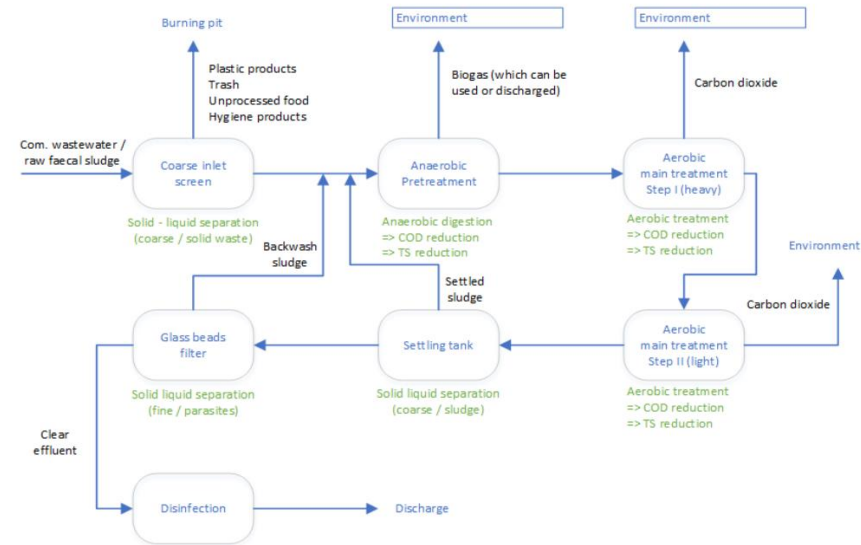 Burning pit
Environment
Environment
Plastic products
Trash
Unprocessed food
Hygiene products
Biogas (which can be
used or discharged)
Carbon dioxide
Com. wastewater /
raw faecal sludge
Coarse inlet
screen
Anaerobic
Pretreatment
Aerobic
main treatment
Step I (heavy)
Solid - liquid separation
(coarse / solid waste)
Anaerobic digestion
=> COD reduction
=> TS reduction
Aerobic treatment
=> COD reduction
=> TS reduction
Backwash
sludge
Settled
sludge
Environment
Carbon dioxide
Glass beads
filter
Settling tank
Aerobic
main treatment
Step II (light)
Solid liquid separation
(fine / parasites)
Solid liquid separation
(coarse / sludge)
Aerobic treatment
=> COD reduction
=> TS reduction
Clear
effluent
Disinfection
Discharge